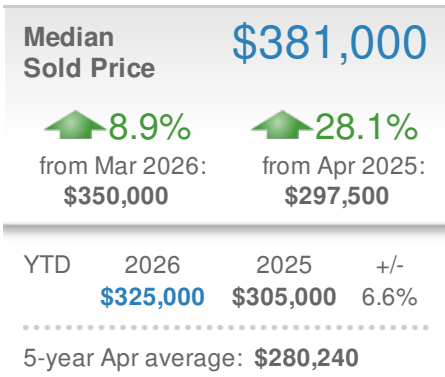 Median $381,000
Sold Price
8.9% 28.1%
from Mar 2026: from Apr 2025:
$350,000 $297,500
YTD 2026 2025 +/-
$325,000 $305,000 6.6%
5-year Apr average: $280,240